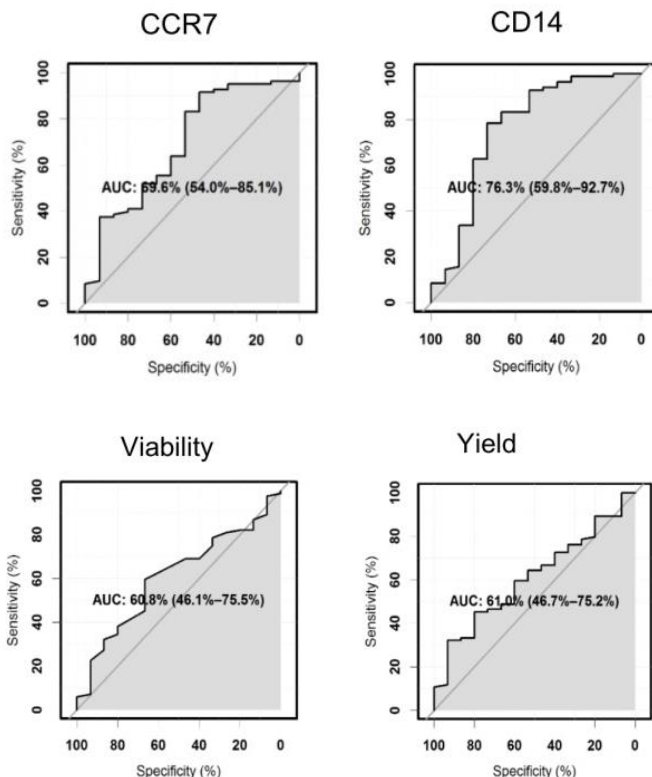 CCR7
CD14
Sensitivity (%)
0 20 40 60 80 100
AUC: 69.6% (54.0%–85.1%)
100 80 60 40 20 0
Specificity (%)
Sensitivity (%)
0 20 40 60 80 100
AUC: 76.3% (59.8%–92.7%)
100 80 60 40 20 0
Specificity (%)
Viability
Yield
Sensitivity (%)
0 20 40 60 80 100
AUC: 60.8% (46.1%–75.5%)
100 80 60 40 20 0
Specificity (%)
Sensitivity (%)
0 20 40 60 80 100
AUC: 61.0% (46.7%–75.2%)
100 80 60 40 20 0
Specificity (%)